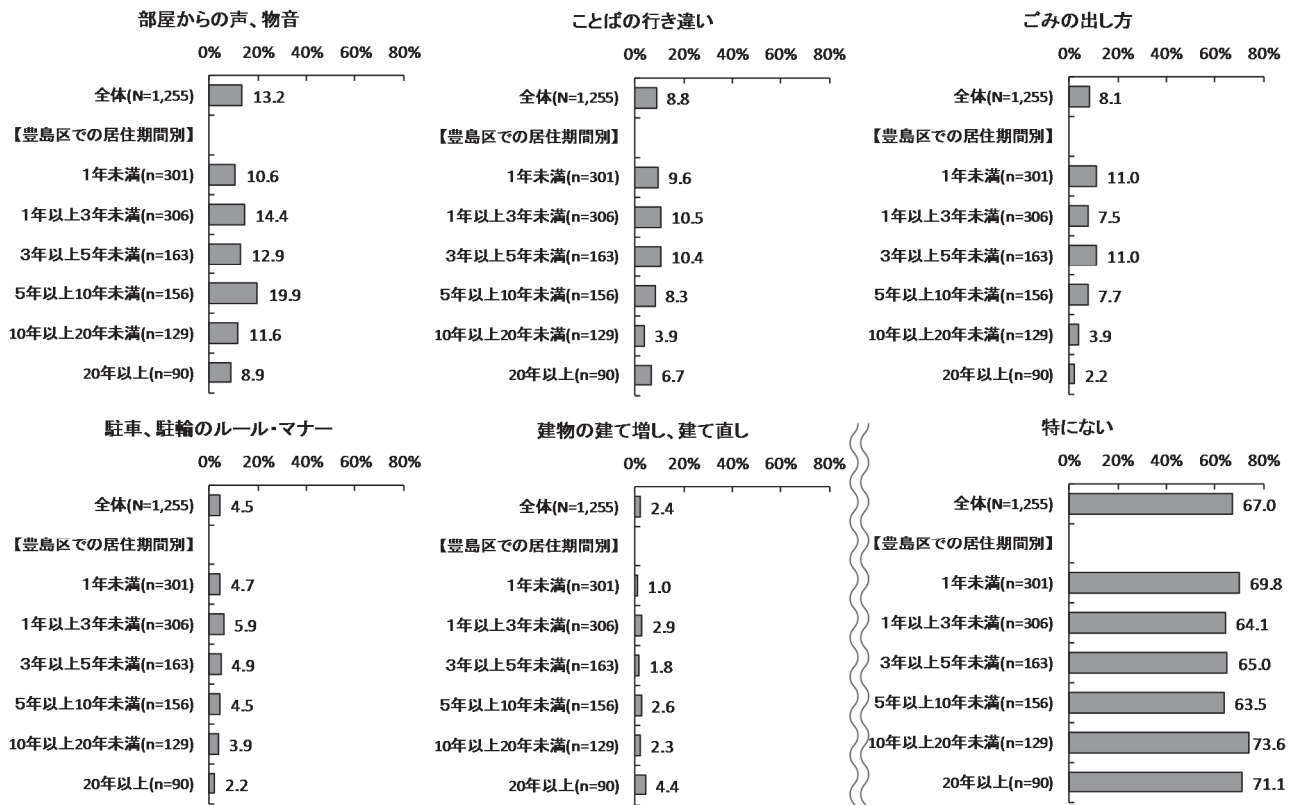 部屋からの声、物音
0% 20% 40% 60% 80%
全体(N=1,255) 13.2
【豊島区での居住期間別】
1年未満(n=301) 10.6
1年以上3年未満(n=306) 14.4
3年以上5年未満(n=163) 12.9
5年以上10年未満(n=156) 19.9
10年以上20年未満(n=129) 11.6
20年以上(n=90) 8.9
ことばの行き違い
0% 20% 40% 60% 80%
全体(N=1,255) 8.8
【豊島区での居住期間別】
1年未満(n=301) 9.6
1年以上3年未満(n=306) 10.5
3年以上5年未満(n=163) 10.4
5年以上10年未満(n=156) 8.3
10年以上20年未満(n=129) 3.9
20年以上(n=90) 6.7
ごみの出し方
0% 20% 40% 60% 80%
全体(N=1,255) 8.1
【豊島区での居住期間別】
1年未満(n=301) 11.0
1年以上3年未満(n=306) 7.5
3年以上5年未満(n=163) 11.0
5年以上10年未満(n=156) 7.7
10年以上20年未満(n=129) 3.9
20年以上(n=90) 2.2
駐車、駐輪のルール・マナー
0% 20% 40% 60% 80%
全体(N=1,255) 4.5
【豊島区での居住期間別】
1年未満(n=301) 4.7
1年以上3年未満(n=306) 5.9
3年以上5年未満(n=163) 4.9
5年以上10年未満(n=156) 4.5
10年以上20年未満(n=129) 3.9
20年以上(n=90) 2.2
建物の建て増し、建て直し
0% 20% 40% 60% 80%
全体(N=1,255) 2.4
【豊島区での居住期間別】
1年未満(n=301) 1.0
1年以上3年未満(n=306) 2.9
3年以上5年未満(n=163) 1.8
5年以上10年未満(n=156) 2.6
10年以上20年未満(n=129) 2.3
20年以上(n=90) 4.4
特にない
0% 20% 40% 60% 80%
全体(N=1,255) 67.0
【豊島区での居住期間別】
1年未満(n=301) 69.8
1年以上3年未満(n=306) 64.1
3年以上5年未満(n=163) 65.0
5年以上10年未満(n=156) 63.5
10年以上20年未満(n=129) 73.6
20年以上(n=90) 71.1